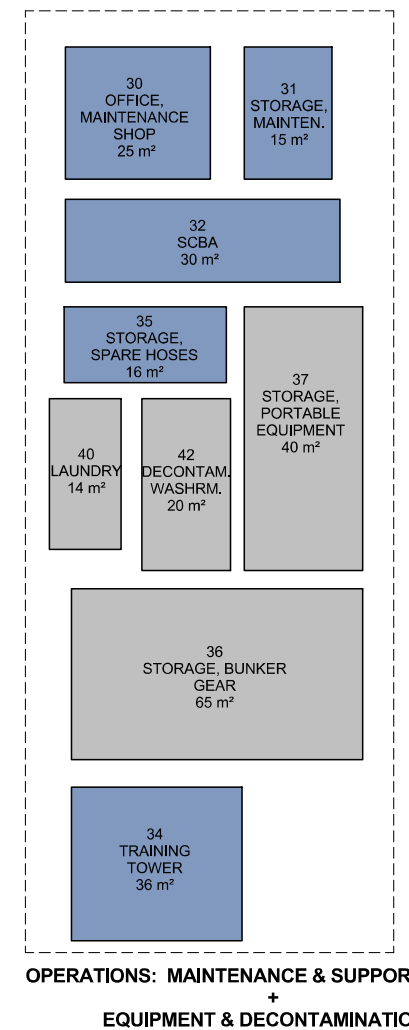 30
OFFICE,
MAINTENANCE
SHOP
25 m²
31
STORAGE,
MAINTEN.
15 m²
32
SCBA
30 m²
35
STORAGE,
SPARE HOSES
16 m²
37
STORAGE,
PORTABLE
EQUIPMENT
40 m²
40
LAUNDRY
14 m²
42
DECONTAM.
WASHRM.
20 m²
36
STORAGE, BUNKER
GEAR
65 m²
34
TRAINING
TOWER
36 m²
OPERATIONS: MAINTENANCE & SUPPOR
+
EQUIPMENT & DECONTAMINATIO